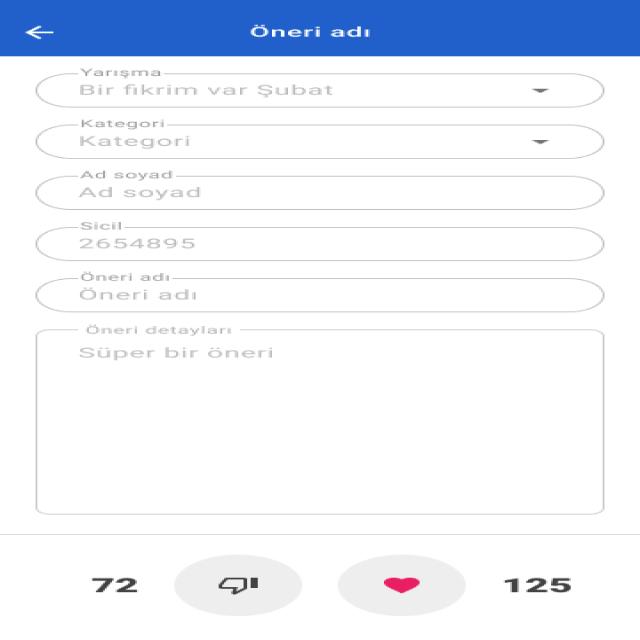 Öneri adı
Yarışma
Bir fikrim var Şubat
Kategori
Kategori
Ad soyad
Ad soyad
Sicil
2654895
Öneri adı
Öneri adı
Öneri detayları
Süper bir öneri
72 125